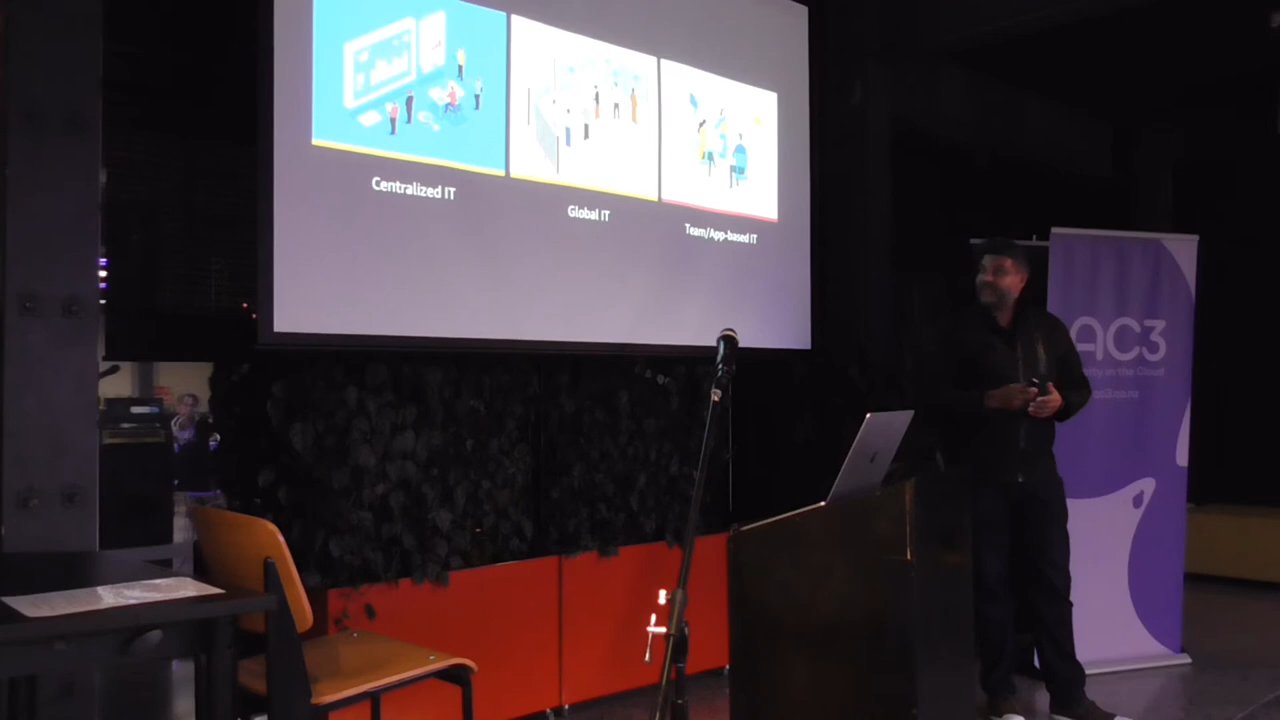 Centralized IT
Global IT
Team/App-based IT
AC3
in the Cloud